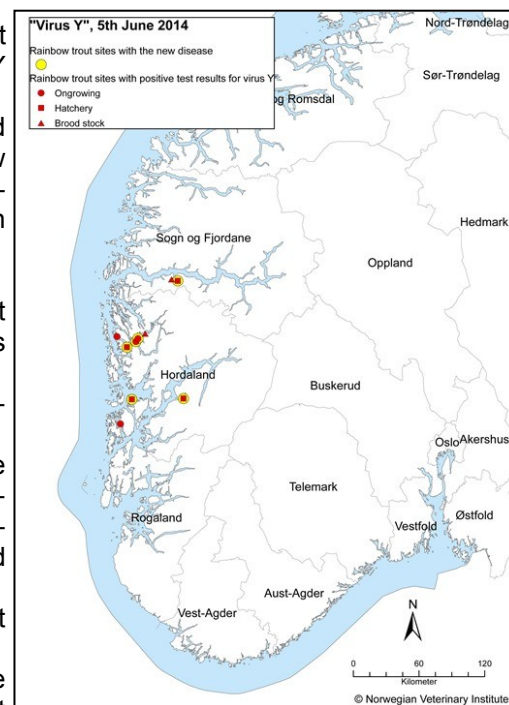 "Virus Y", 5th June 2014
Rainbow trout sites with the new disease
Rainbow trout sites with positive test results for virus Y
Ongrowing
Hatchery
Brood stock
Nord-Trøndelag
Sør-Trøndelag
og Romsdal
Hedmark
Sogn og Fjordane
Oppland
Hordaland
Buskerud
Oslo
Akershus
Telemark
Rogaland
Vestfold
Østfold
Aust-Agder
Vest-Agder
N
0 60 120
Kilometer
© Norwegian Veterinary Institute